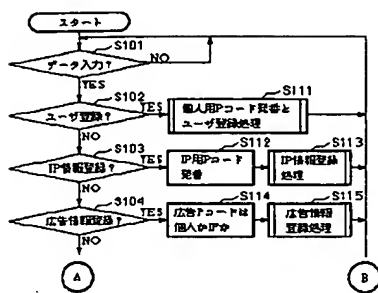 スタート
S101
データ入力?
NO
YES
S102
ユーザ登録?
YES
S111
個人用Pコード発番と
ユーザ登録処理
NO
S103
IP情報登録?
YES
S112
IP用Pコード
発番
S113
IP情報登録
処理
NO
S104
広告情報登録?
YES
S114
広告Pコードは
個人かIPか
S115
広告情報
登録処理
NO
A
B